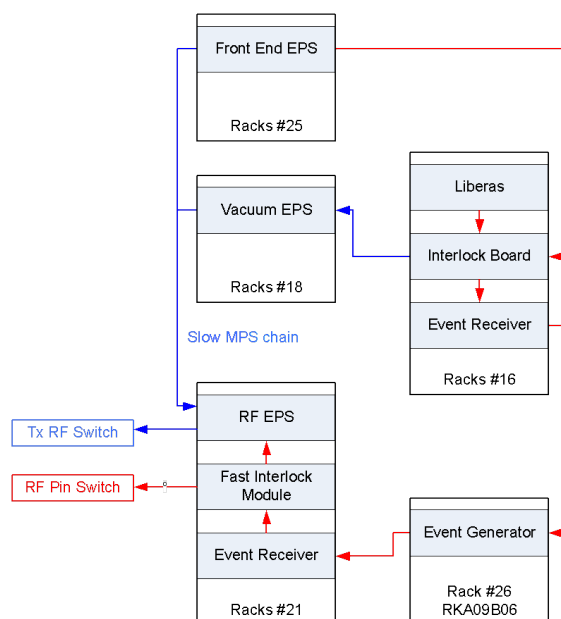 Front End EPS
Racks #25
Vacuum EPS
Racks #18
Liberas
Interlock Board
Event Receiver
Racks #16
Slow MPS chain
Tx RF Switch
RF Pin Switch
RF EPS
Fast Interlock
Module
Event Receiver
Racks #21
Event Generator
Rack #26
RKA09B06